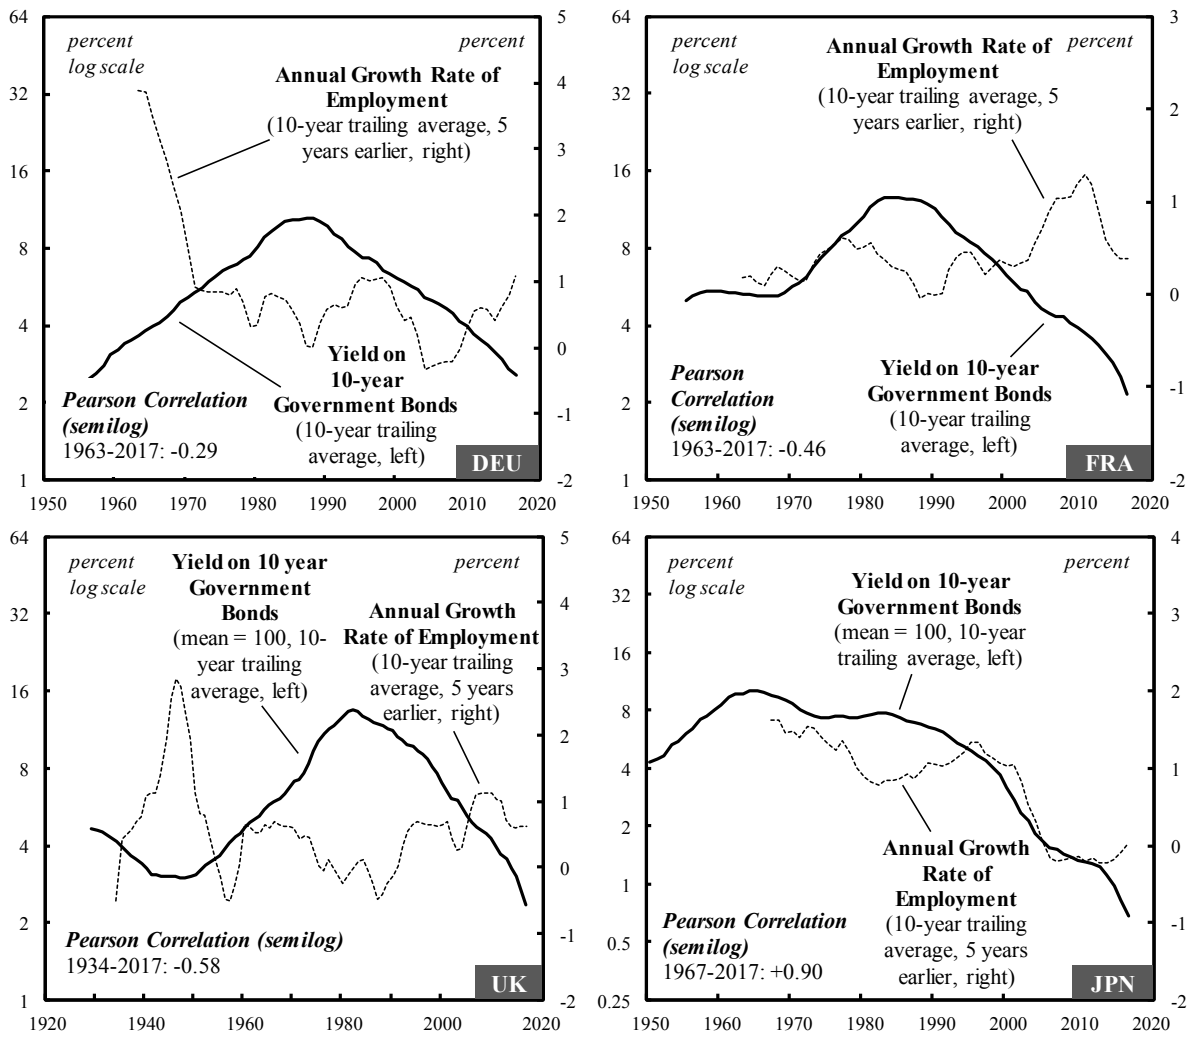 64
32
16
8
4
2
1
5
4
3
2
1
0
-1
-2
percent
log scale
percent
Annual Growth Rate of
Employment
(10-year trailing average, 5
years earlier, right)
Yield on
10-year
Government Bonds
(10-year trailing
average, left)
Pearson Correlation
(semilog)
1963-2017: -0.29
DEU
1950 1960 1970 1980 1990 2000 2010 2020
64
32
16
8
4
2
1
3
2
1
0
-1
-2
percent
log scale
percent
Annual Growth Rate of
Employment
(10-year trailing average, 5
years earlier, right)
Yield on 10-year
Government Bonds
(10-year trailing
average, left)
Pearson
Correlation
(semilog)
1963-2017: -0.46
FRA
1950 1960 1970 1980 1990 2000 2010 2020
64
32
16
8
4
2
1
5
4
3
2
1
0
-1
-2
percent
log scale
percent
Yield on 10 year
Government
Bonds
(mean = 100, 10-
year trailing
average, left)
Annual Growth
Rate of Employment
(10-year trailing
average, 5 years
earlier, right)
Pearson Correlation (semilog)
1934-2017: -0.58
UK
1920 1940 1960 1980 2000 2020
64
32
16
8
4
2
1
0.5
0.25
4
3
2
1
0
-1
-2
percent
log scale
percent
Yield on 10-year
Government Bonds
(mean = 100, 10-year
trailing average, left)
Annual Growth
Rate of
Employment
(10-year trailing
average, 5 years
earlier, right)
Pearson Correlation
(semilog)
1967-2017: +0.90
JPN
1950 1960 1970 1980 1990 2000 2010 2020